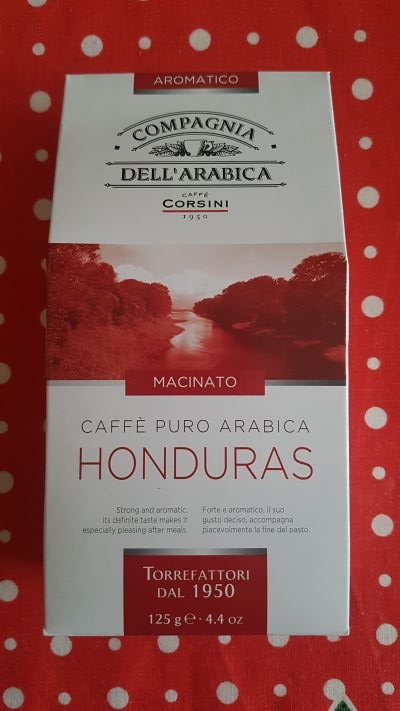 AROMATICO
COMPAGNIA
DELL'ARABICA
CAFFÈ
CORSINI
1950
MACINATO
CAFFÈ PURO ARABICA
HONDURAS
Strong and aromatic,
its definite taste makes it
especially pleasing after meals.
Forte e aromatico, il suo
gusto deciso, accompagna
piacevolmente la fine del pasto.
TORREFATTORI
DAL 1950
125 g ℮ · 4.4 oz